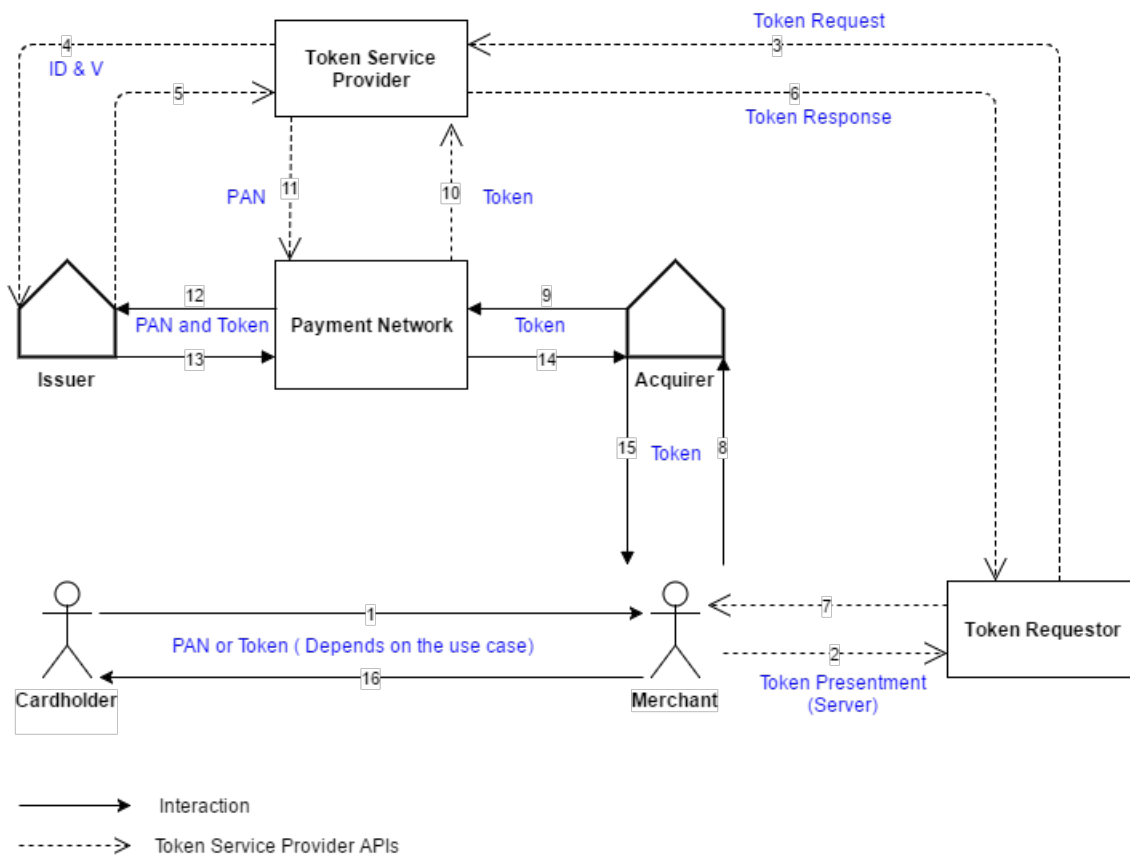 Token Request
4
3
Token Service
Provider
ID & V
5
6
Token Response
11
10
PAN
Token
12
9
PAN and Token
Payment Network
Token
13
14
Issuer
Acquirer
15
Token
8
1
7
PAN or Token ( Depends on the use case)
2
Token Requestor
16
Token Presentment
(Server)
Cardholder
Merchant
Interaction
Token Service Provider APIs